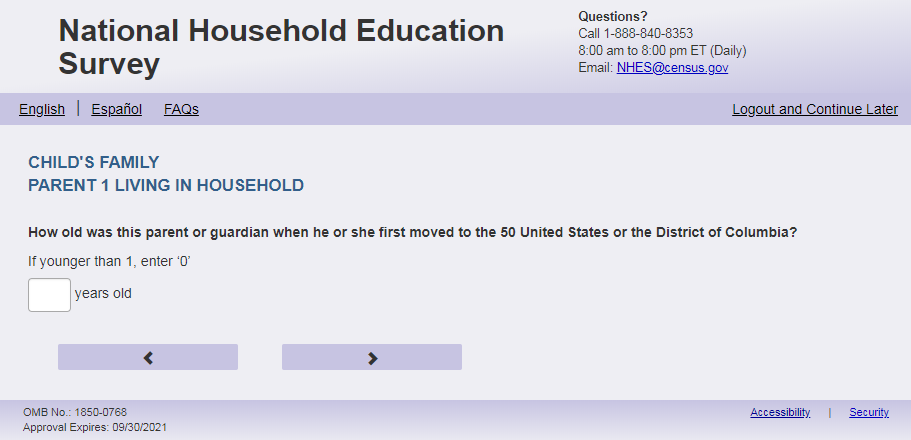 National Household Education
Survey
Questions?
Call 1-888-840-8353
8:00 am to 8:00 pm ET (Daily)
Email: NHES@census.gov
English | Español FAQs
Logout and Continue Later
CHILD'S FAMILY
PARENT 1 LIVING IN HOUSEHOLD
How old was this parent or guardian when he or she first moved to the 50 United States or the District of Columbia?
If younger than 1, enter ‘0’
years old
OMB No.: 1850-0768
Approval Expires: 09/30/2021
Accessibility | Security